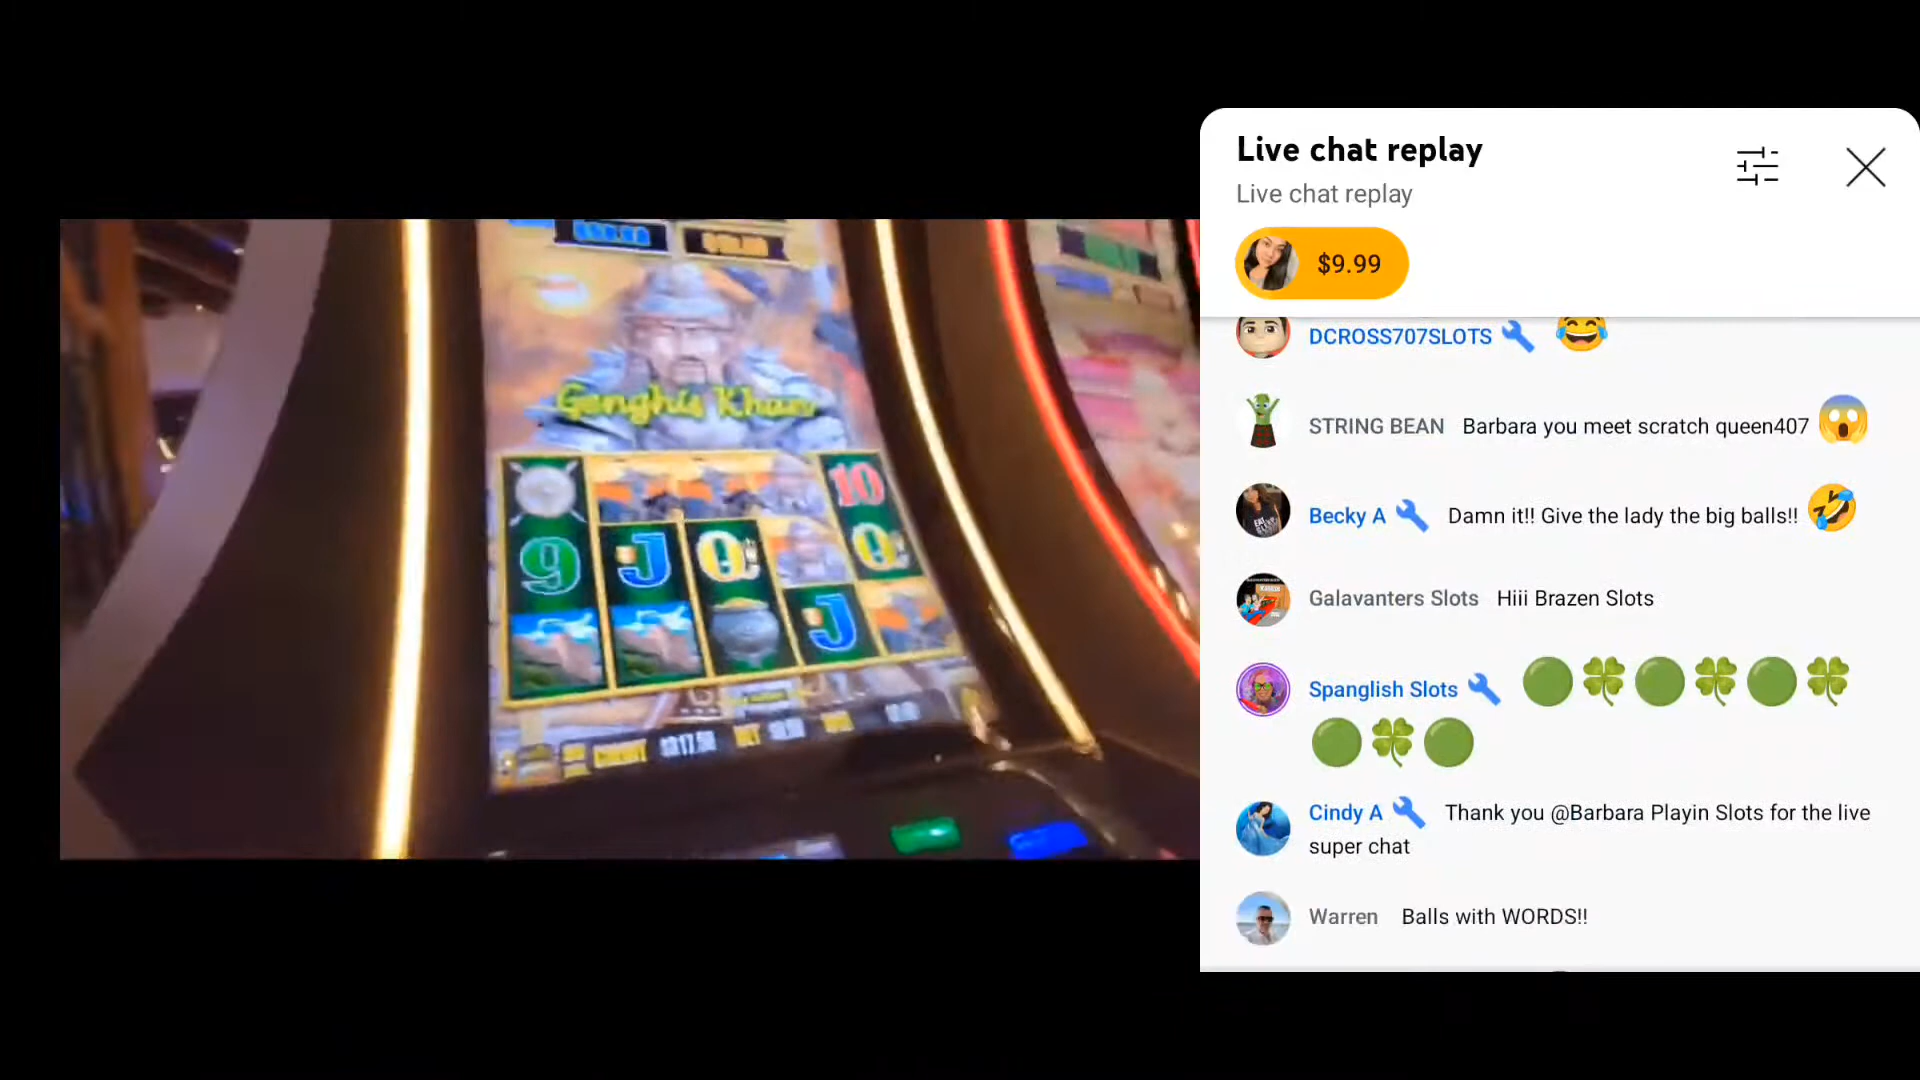 Genghis Khan
10
9 J Q Q
J
CREDIT BET
Live chat replay
Live chat replay
$9.99
DCROSS707SLOTS 😂
STRING BEAN Barbara you meet scratch queen407 😱
Becky A Damn it!! Give the lady the big balls!! 🤣
Galavanters Slots Hiii Brazen Slots
Spanglish Slots 🟢🍀🟢🍀🟢🍀
🟢🍀🟢
Cindy A Thank you @Barbara Playin Slots for the live
super chat
Warren Balls with WORDS!!